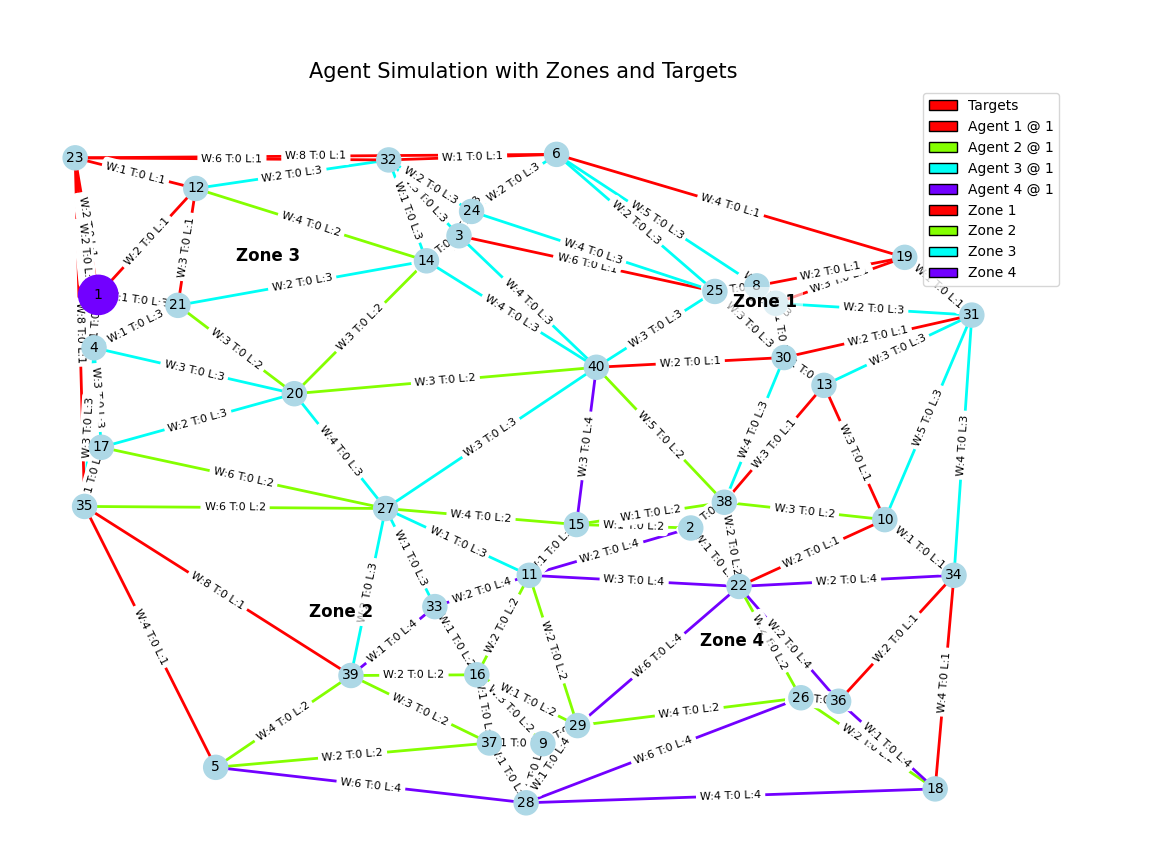 Agent Simulation with Zones and Targets
Targets
Agent 1 @ 1
Agent 2 @ 1
Agent 3 @ 1
Agent 4 @ 1
Zone 1
Zone 2
Zone 3
Zone 4
23
W:6 T:0 L:1
W:8 T:0 L:1
32
W:1 T:0 L:1
6
W:1 T:0 L:1
12
W:2 T:0 L:3
W:2 T:0 L:3
W:2 T:0 L:3
W:1 T:0 L:3
W:4 T:0 L:2
24
W:2 T:0 L:3
W:5 T:0 L:3
W:4 T:0 L:1
W:2 T:0 L:1
W:3 T:0 L:1
3
W:4 T:0 L:3
W:6 T:0 L:1
Zone 3
14
19
W:2 T:0 L:1
1
21
W:2 T:0 L:3
25
8
Zone 1
W:2 T:0 L:3
31
W:1 T:0 L:3
4
W:3 T:0 L:2
W:3 T:0 L:2
W:4 T:0 L:3
W:4 T:0 L:3
W:3 T:0 L:3
W:2 T:0 L:1
W:3 T:0 L:3
W:3 T:0 L:3
20
W:3 T:0 L:2
40
W:2 T:0 L:1
30
13
W:2 T:0 L:3
17
W:4 T:0 L:3
W:3 T:0 L:3
W:3 T:0 L:3
W:3 T:0 L:4
W:5 T:0 L:2
W:4 T:0 L:3
W:3 T:0 L:1
W:3 T:0 L:1
W:5 T:0 L:3
W:4 T:0 L:3
W:6 T:0 L:2
35
W:6 T:0 L:2
27
W:4 T:0 L:2
15
W:1 T:0 L:2
38
W:3 T:0 L:2
10
2
W:1 T:0 L:3
W:1 T:0 L:3
W:2 T:0 L:4
W:2 T:0 L:2
W:2 T:0 L:1
W:1 T:0 L:1
W:8 T:0 L:1
W:2 T:0 L:4
11
W:3 T:0 L:4
22
W:2 T:0 L:4
34
Zone 2
33
W:4 T:0 L:1
W:1 T:0 L:4
W:2 T:0 L:2
W:2 T:0 L:2
W:6 T:0 L:4
Zone 4
W:2 T:0 L:4
W:2 T:0 L:1
39
W:2 T:0 L:2
16
W:4 T:0 L:1
W:4 T:0 L:2
W:3 T:0 L:2
W:1 T:0 L:2
26
36
W:4 T:0 L:2
29
37
9
W:1 T:0 L:4
5
W:2 T:0 L:2
W:6 T:0 L:4
W:1 T:0 L:4
W:6 T:0 L:4
28
W:4 T:0 L:4
18